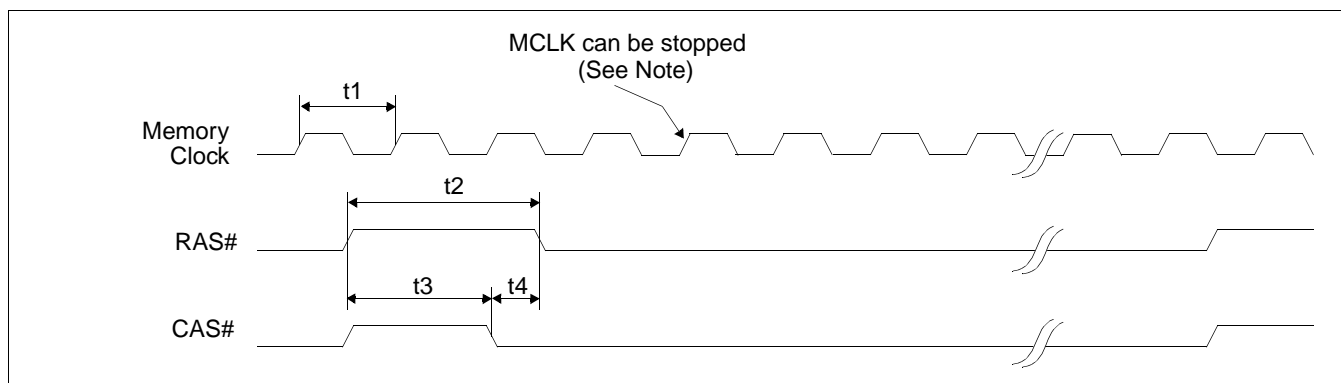 MCLK can be stopped
(See Note)
t1
Memory
Clock
t2
RAS#
t3
t4
CAS#